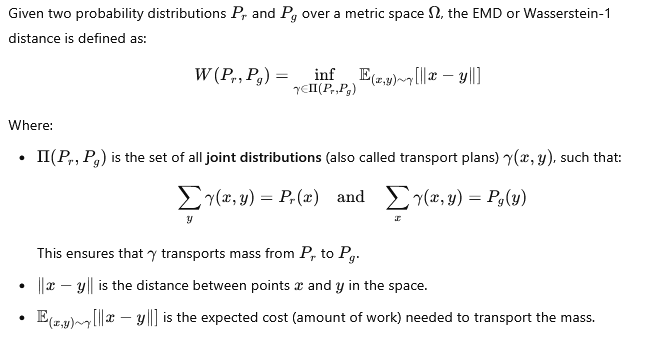 Given two probability distributions $P_r$ and $P_g$ over a metric space $\Omega$, the EMD or Wasserstein-1
distance is defined as:
$W(P_r, P_g) = \inf_{\gamma \in \Pi(P_r, P_g)} \mathbb{E}_{(x,y) \sim \gamma}[\|x - y\|]$
Where:
• $\Pi(P_r, P_g)$ is the set of all joint distributions (also called transport plans) $\gamma(x, y)$, such that:
$\sum_y \gamma(x, y) = P_r(x)$ and $\sum_x \gamma(x, y) = P_g(y)$
This ensures that $\gamma$ transports mass from $P_r$ to $P_g$.
• $\|x - y\|$ is the distance between points $x$ and $y$ in the space.
• $\mathbb{E}_{(x,y) \sim \gamma}[\|x - y\|]$ is the expected cost (amount of work) needed to transport the mass.